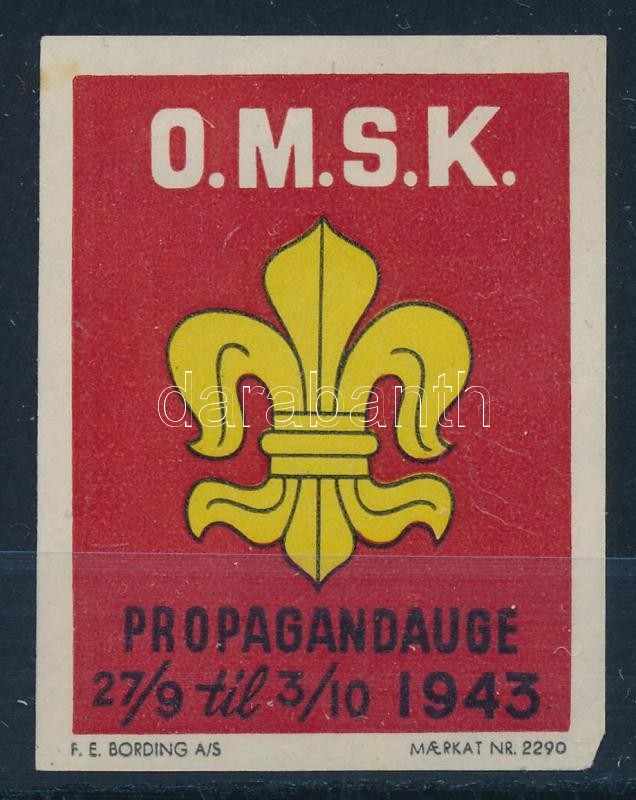 O.M.S.K.
darabanth
PROPAGANDAUGE
27/9 til 3/10 1943
F. E. BORDING A/S MÆRKAT NR. 2290